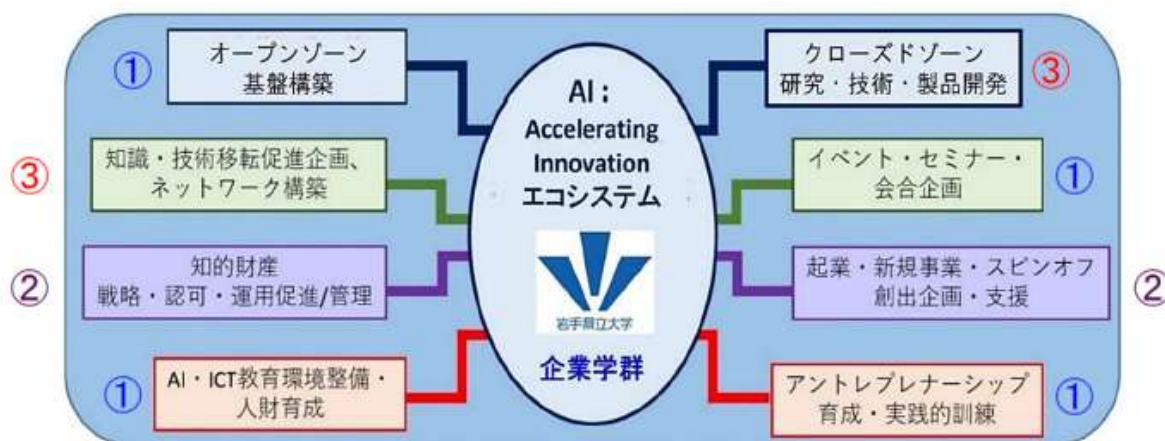 ①
オープンゾーン
基盤構築
クローズドゾーン
研究・技術・製品開発
③
AI：
Accelerating
Innovation
エコシステム
③
知識・技術移転促進企画、
ネットワーク構築
イベント・セミナー・
会合企画
①
②
知的財産
戦略・認可・運用促進/管理
起業・新規事業・スピンオフ
創出企画・支援
②
岩手県立大学
企業学群
①
AI・ICT教育環境整備・
人財育成
アントレプレナーシップ
育成・実践的訓練
①